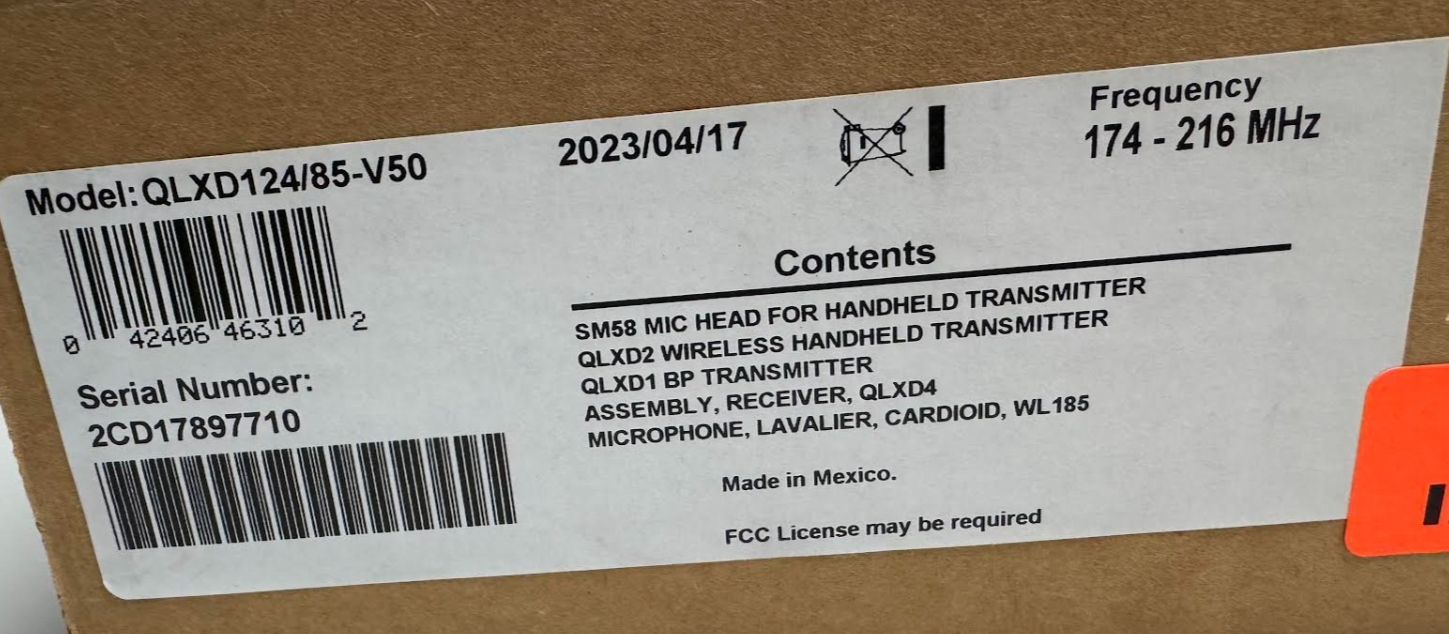 Model: QLXD124/85-V50
2023/04/17
Frequency
174 - 216 MHz
0 42406 46310 2
Serial Number:
2CD17897710
Contents
SM58 MIC HEAD FOR HANDHELD TRANSMITTER
QLXD2 WIRELESS HANDHELD TRANSMITTER
QLXD1 BP TRANSMITTER
ASSEMBLY, RECEIVER, QLXD4
MICROPHONE, LAVALIER, CARDIOID, WL185
Made in Mexico.
FCC License may be required